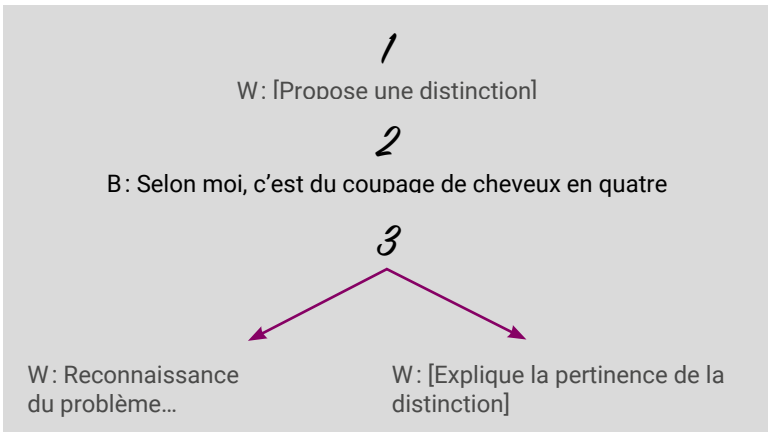 1
W : [Propose une distinction]
2
B : Selon moi, c’est du coupage de cheveux en quatre
3
W : Reconnaissance
du problème…
W : [Explique la pertinence de la
distinction]